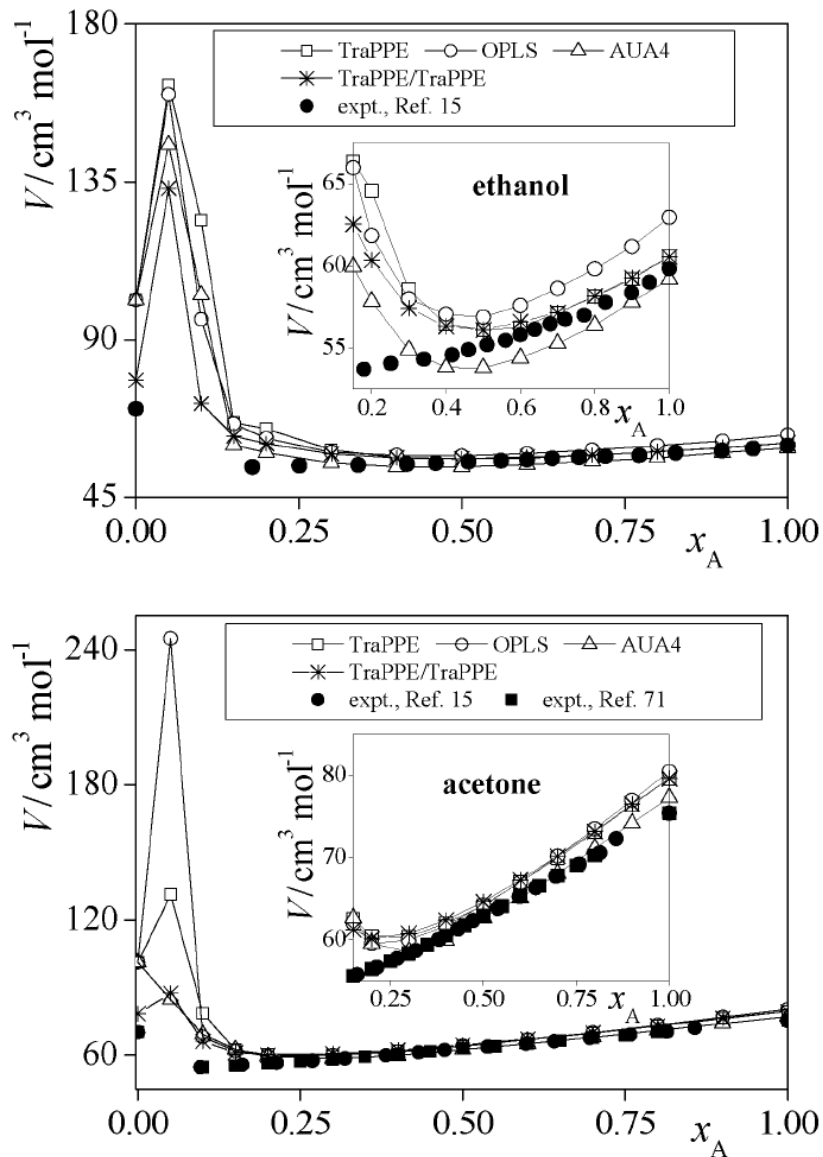 180
135
90
45
V/cm³ mol⁻¹
TraPPE OPLS AUA4
TraPPE/TraPPE
expt., Ref. 15
ethanol
65
60
55
V/cm³ mol⁻¹
0.2 0.4 0.6 0.8 1.0
x_A
0.00 0.25 0.50 0.75 1.00
x_A
240
180
120
60
V/cm³ mol⁻¹
TraPPE OPLS AUA4
TraPPE/TraPPE
expt., Ref. 15 expt., Ref. 71
acetone
80
70
60
V/cm³ mol⁻¹
0.25 0.50 0.75 1.00
x_A
0.00 0.25 0.50 0.75 1.00
x_A